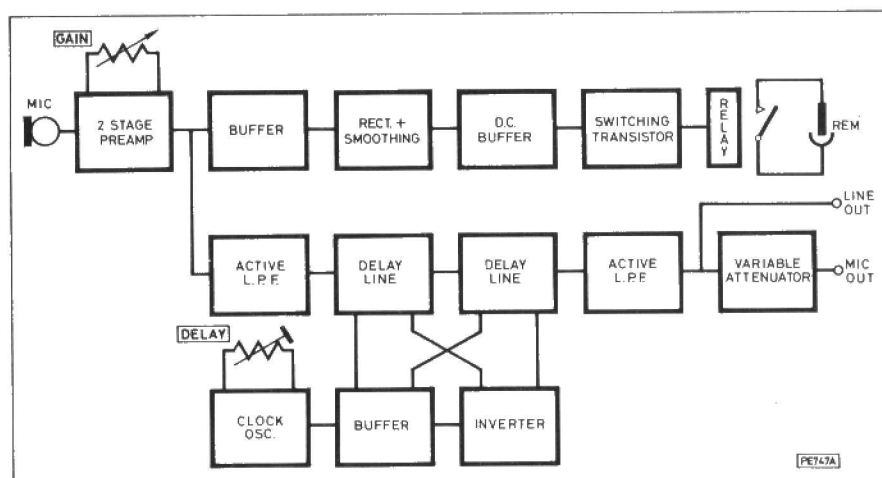 GAIN
MIC
2 STAGE
PREAMP
BUFFER
RECT. +
SMOOTHING
D.C.
BUFFER
SWITCHING
TRANSISTOR
RELAY
REM
LINE
OUT
ACTIVE
L.P.F.
DELAY
LINE
DELAY
LINE
ACTIVE
L.P.F.
VARIABLE
ATTENUATOR
MIC
OUT
DELAY
CLOCK
OSC.
BUFFER
INVERTER
PE747A